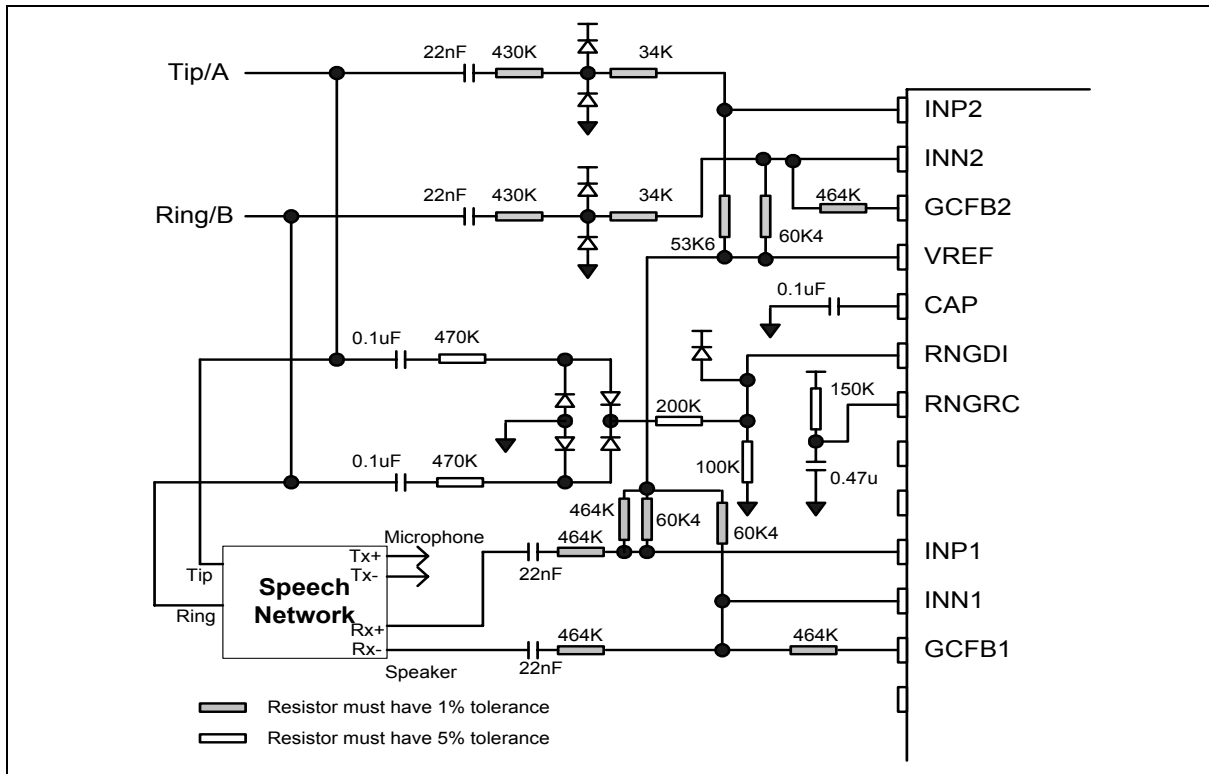 22nF 430K 34K
Tip/A
INP2
INN2
22nF 430K 34K
464K
Ring/B
GCFB2
53K6 60K4
VREF
0.1uF
CAP
0.1uF 470K
RNGDI
150K
200K
RNGRC
0.1uF 470K
100K
0.47u
464K 60K4 60K4
Microphone
464K
Tx+
INP1
22nF
Tip
Tx-
Speech
Network
Ring
INN1
Rx+
464K 464K
Rx-
GCFB1
22nF
Speaker
Resistor must have 1% tolerance
Resistor must have 5% tolerance